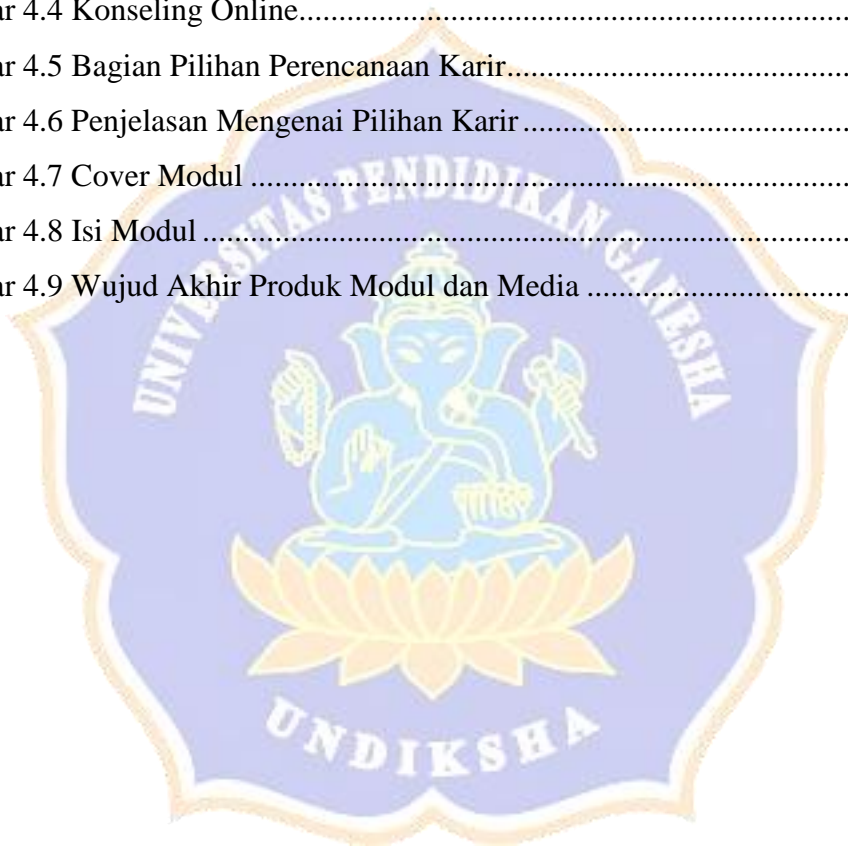 ar 4.4 Konseling Online.......................................................................
ar 4.5 Bagian Pilihan Perencanaan Karir...........................................
ar 4.6 Penjelasan Mengenai Pilihan Karir.........................................
ar 4.7 Cover Modul.............................................................................
ar 4.8 Isi Modul...................................................................................
ar 4.9 Wujud Akhir Produk Modul dan Media.................................
UNIVERSITAS PENDIDIKAN GANESHA
UNDIKSHA